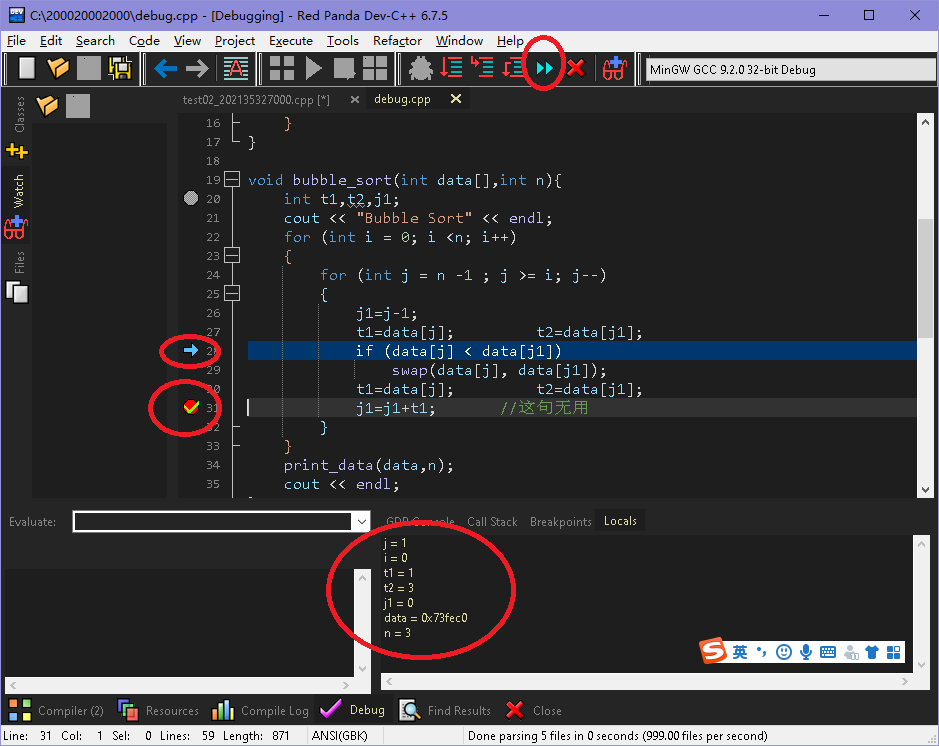 C:\200020002000\debug.cpp - [Debugging] - Red Panda Dev-C++ 6.7.5
File Edit Search Code View Project Execute Tools Refactor Window Help
MinGW GCC 9.2.0 32-bit Debug
Classes
Watch
Files
test02_202135327000.cpp [*] debug.cpp
16 }
17 }
18
19 void bubble_sort(int data[],int n){
20 int t1,t2,j1;
21 cout << "Bubble Sort" << endl;
22 for (int i = 0; i <n; i++)
23 {
24 for (int j = n -1 ; j >= i; j--)
25 {
26 j1=j-1;
27 t1=data[j]; t2=data[j1];
28 if (data[j] < data[j1])
29 swap(data[j], data[j1]);
30 t1=data[j]; t2=data[j1];
31 j1=j1+t1; //这句无用
32 }
33 }
34 print_data(data,n);
35 cout << endl;
Evaluate:
GDB Console Call Stack Breakpoints Locals
j = 1
i = 0
t1 = 1
t2 = 3
j1 = 0
data = 0x73fec0
n = 3
S 英
Compiler (2) Resources Compile Log Debug Find Results Close
Line: 31 Col: 1 Sel: 0 Lines: 59 Length: 871 ANSI(GBK) Done parsing 5 files in 0 seconds (999.00 files per second)